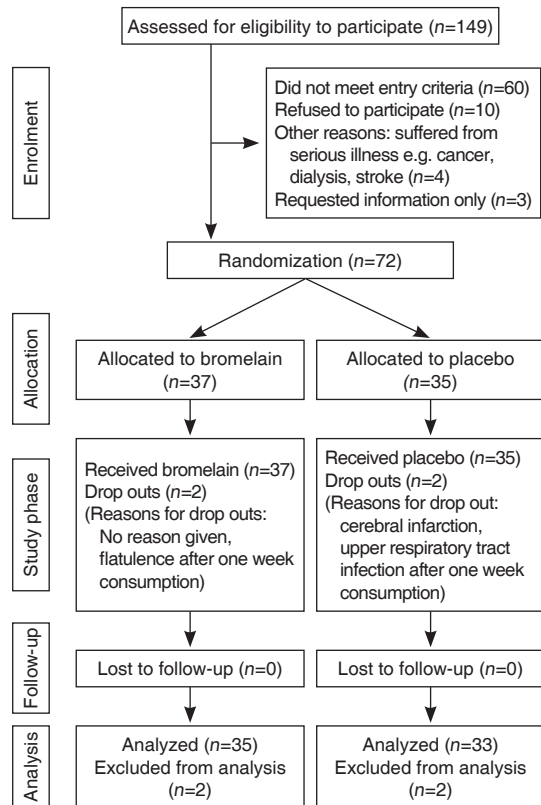 Assessed for eligibility to participate (n=149)
Enrolment
Did not meet entry criteria (n=60)
Refused to participate (n=10)
Other reasons: suffered from
serious illness e.g. cancer,
dialysis, stroke (n=4)
Requested information only (n=3)
Randomization (n=72)
Allocation
Allocated to bromelain
(n=37)
Allocated to placebo
(n=35)
Study phase
Received bromelain (n=37)
Drop outs (n=2)
(Reasons for drop outs:
No reason given,
flatulence after one week
consumption)
Received placebo (n=35)
Drop outs (n=2)
(Reasons for drop out:
cerebral infarction,
upper respiratory tract
infection after one week
consumption)
Follow-up
Lost to follow-up (n=0)
Lost to follow-up (n=0)
Analysis
Analyzed (n=35)
Excluded from analysis
(n=2)
Analyzed (n=33)
Excluded from analysis
(n=2)